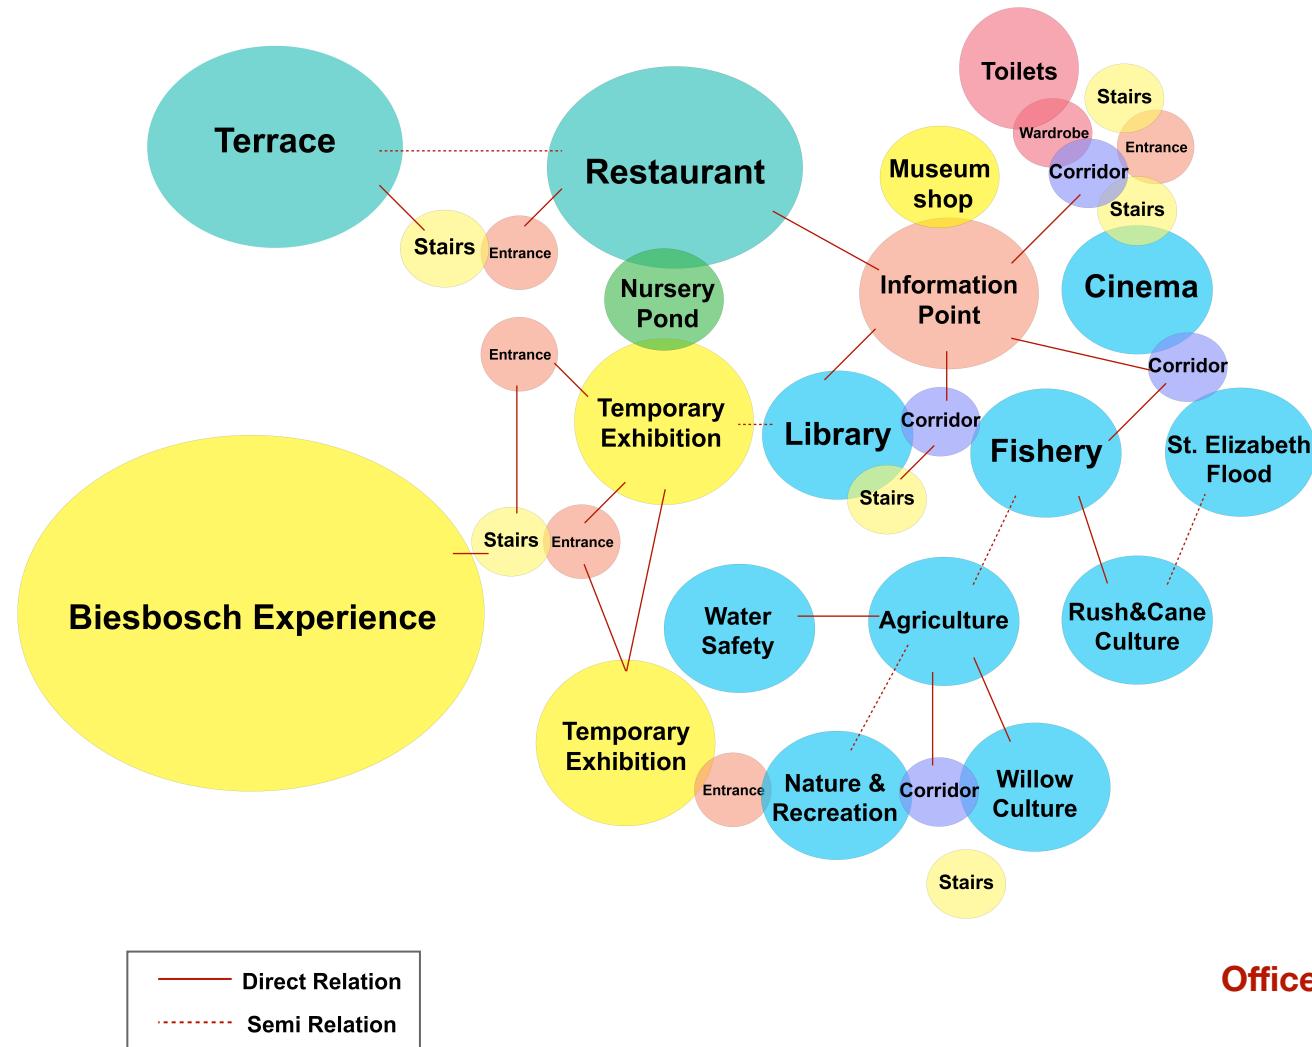 Toilets
Stairs
Wardrobe
Entrance
Terrace
Restaurant
Museum
shop
Corridor
Stairs
Stairs
Entrance
Nursery
Pond
Information
Point
Cinema
Entrance
Corridor
Temporary
Exhibition
Library
Corridor
Fishery
St. Elizabeth
Flood
Stairs
Stairs
Entrance
Biesbosch Experience
Water
Safety
Agriculture
Rush&Cane
Culture
Temporary
Exhibition
Entrance
Nature &
Recreation
Corridor
Willow
Culture
Stairs
Direct Relation
Semi Relation
Office